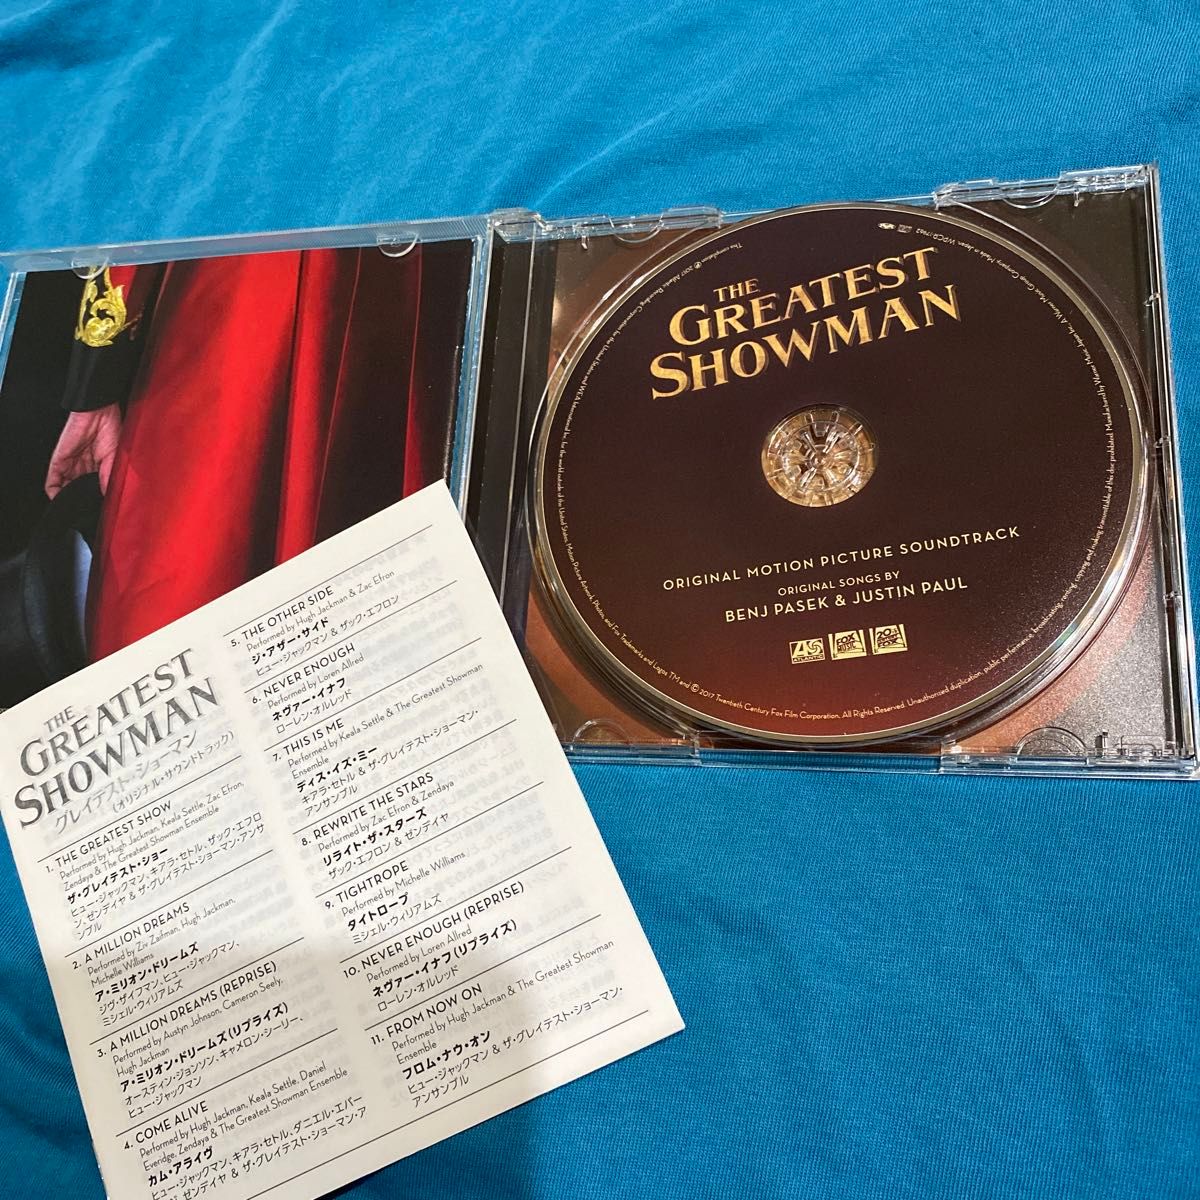 THE
GREATEST
SHOWMAN
ORIGINAL MOTION PICTURE SOUNDTRACK
ORIGINAL SONGS BY
BENJ PASEK & JUSTIN PAUL
ATLANTIC
FOX
MUSIC
THE
GREATEST
SHOWMAN
グレイテスト・ショーマン
(オリジナル・サウンドトラック)
1. THE GREATEST SHOW
Performed by Hugh Jackman, Keala Settle, Zac Efron,
Zendaya & The Greatest Showman Ensemble
ザ・グレイテスト・ショー
ヒュー・ジャックマン、キアラ・セトル、ザック・エフロ
ン、ゼンデイヤ & ザ・グレイテスト・ショーマン・アンサ
ンブル
2. A MILLION DREAMS
Performed by Ziv Zaifman, Hugh Jackman,
Michelle Williams
ア・ミリオン・ドリームズ
ジヴ・ザイフマン、ヒュー・ジャックマン、
ミシェル・ウィリアムズ
3. A MILLION DREAMS (REPRISE)
Performed by Austyn Johnson, Cameron Seely,
Hugh Jackman
ア・ミリオン・ドリームズ(リプライズ)
オースティン・ジョンソン、キャメロン・シーリー、
ヒュー・ジャックマン
4. COME ALIVE
Performed by Hugh Jackman, Keala Settle, Daniel
Everidge, Zendaya & The Greatest Showman Ensemble
カム・アライヴ
ヒュー・ジャックマン、キアラ・セトル、ダニエル・エバー
ゼンデイヤ & ザ・グレイテスト・ショーマン・ア
5. THE OTHER SIDE
Performed by Hugh Jackman & Zac Efron
ジ・アザー・サイド
ヒュー・ジャックマン & ザック・エフロン
6. NEVER ENOUGH
Performed by Loren Allred
ネヴァー・イナフ
ローレン・オルレッド
7. THIS IS ME
Performed by Keala Settle & The Greatest Showman
Ensemble
ディス・イズ・ミー
キアラ・セトル & ザ・グレイテスト・ショーマン・
アンサンブル
8. REWRITE THE STARS
Performed by Zac Efron & Zendaya
リライト・ザ・スターズ
ザック・エフロン & ゼンデイヤ
9. TIGHTROPE
Performed by Michelle Williams
タイトロープ
ミシェル・ウィリアムズ
10. NEVER ENOUGH (REPRISE)
Performed by Loren Allred
ネヴァー・イナフ(リプライズ)
ローレン・オルレッド
11. FROM NOW ON
Performed by Hugh Jackman & The Greatest Showman
Ensemble
フロム・ナウ・オン
ヒュー・ジャックマン & ザ・グレイテスト・ショーマン・
アンサンブル